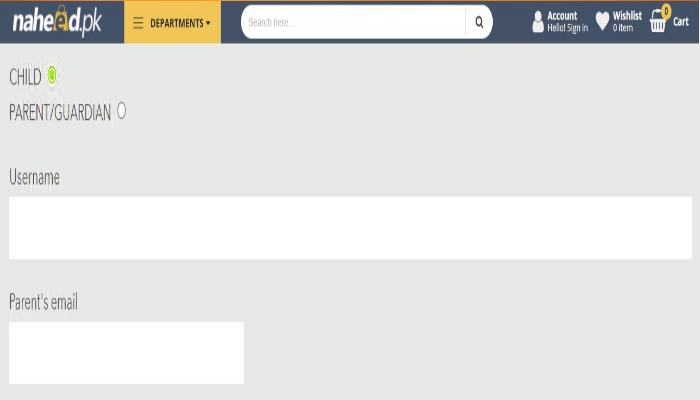 naheed.pk
DEPARTMENTS
Search here...
Account
Hello! Sign in
Wishlist
0 item
0
Cart
CHILD
PARENT/GUARDIAN
Username
Parent's email